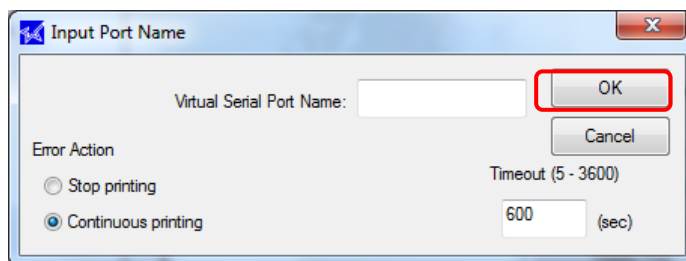 Input Port Name
Virtual Serial Port Name:
OK
Cancel
Error Action
Stop printing
Continuous printing
Timeout (5 - 3600)
600 (sec)